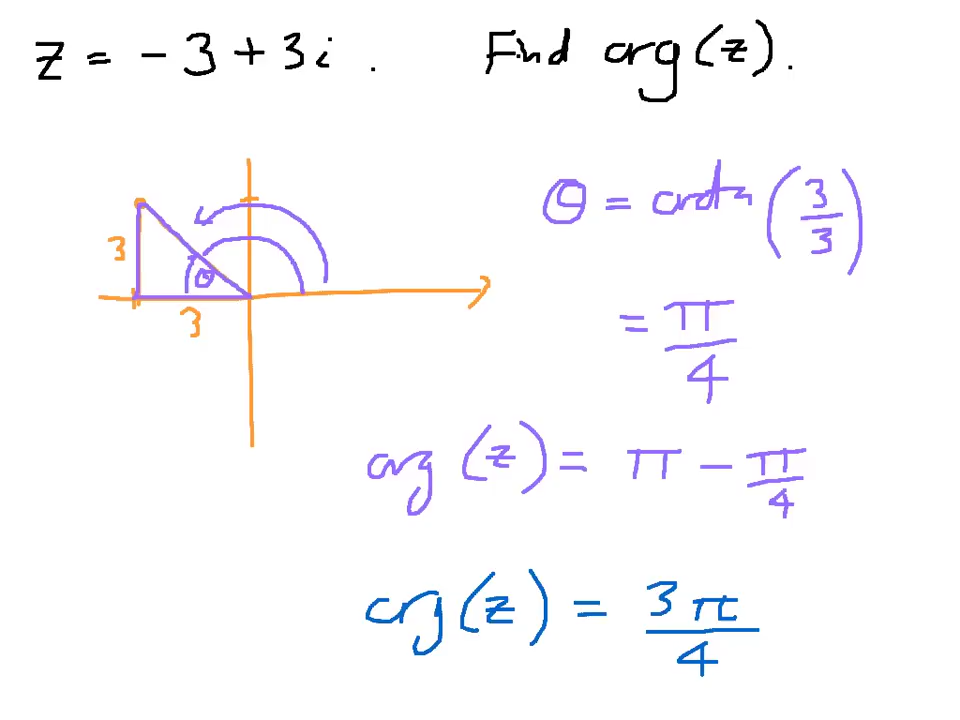 z = -3 + 3i . Find arg(z).
3
θ
3
θ = arctan (3/3)
= π/4
arg (z) = π - π/4
arg(z) = 3π/4